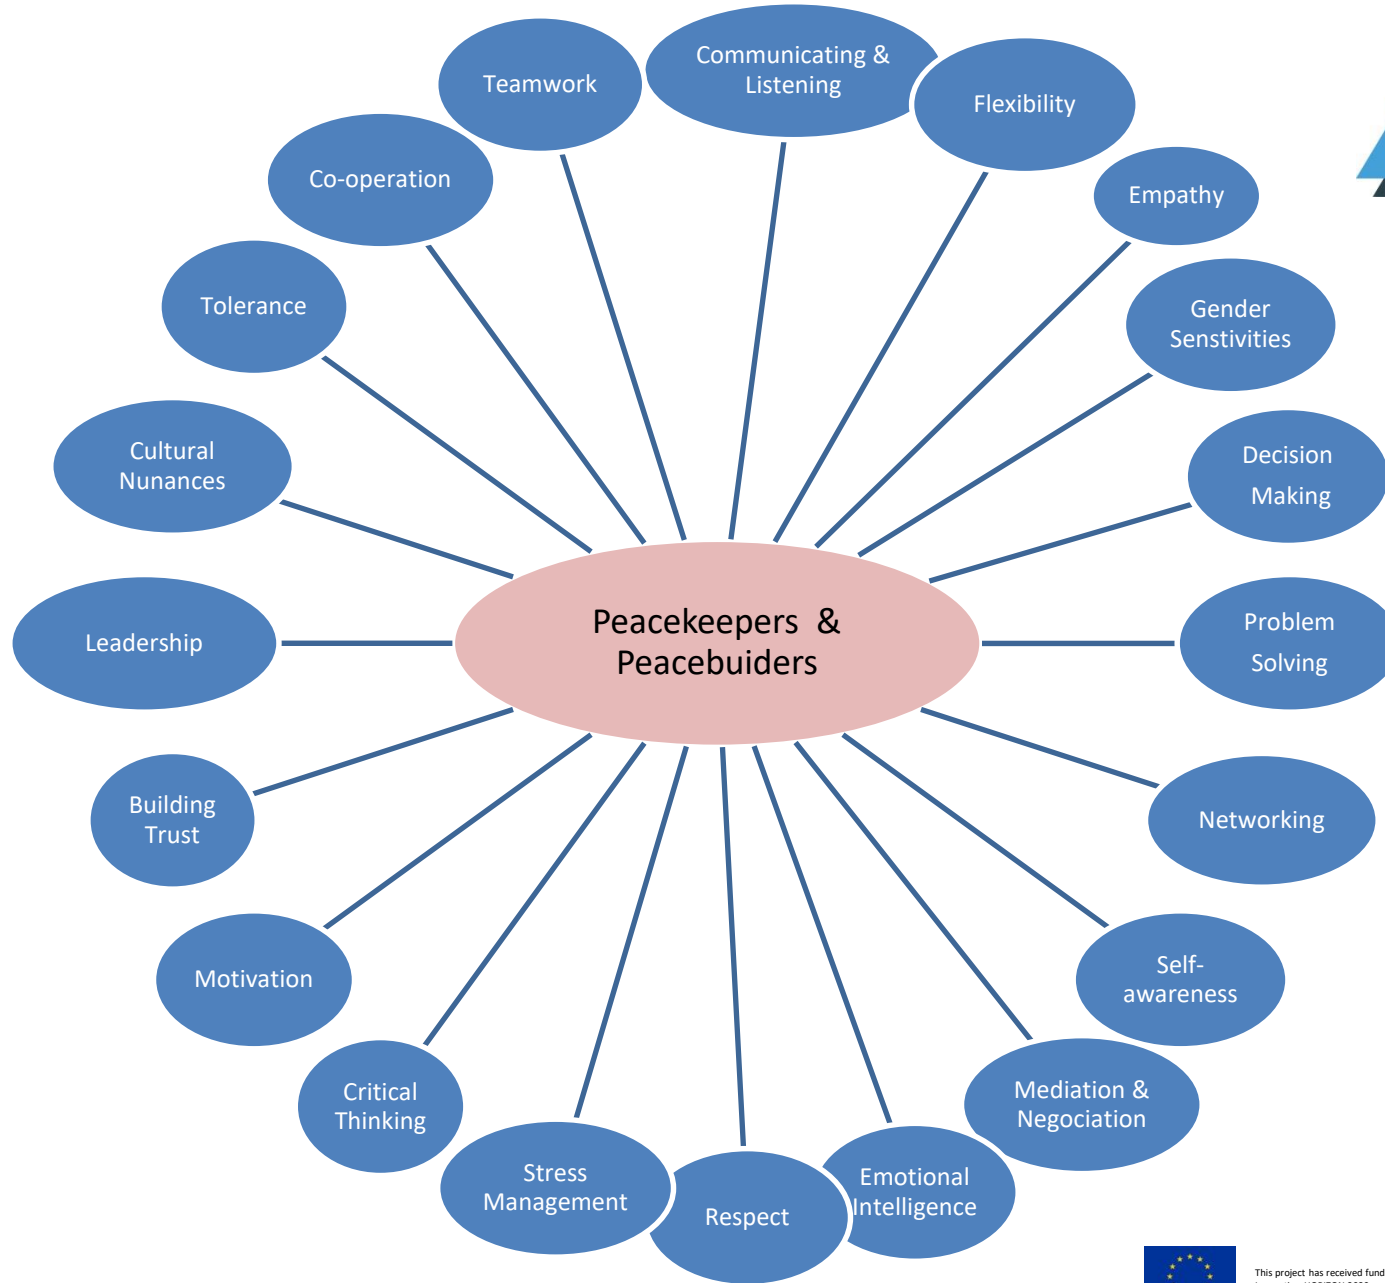 Communicating &
Listening
Flexibility
Empathy
Gender
Senstivities
Decision
Making
Problem
Solving
Networking
Self-
awareness
Mediation &
Negociation
Emotional
Intelligence
Respect
Stress
Management
Critical
Thinking
Motivation
Building
Trust
Leadership
Cultural
Nunances
Tolerance
Co-operation
Teamwork
Peacekeepers &
Peacebuiders
This project has received fund